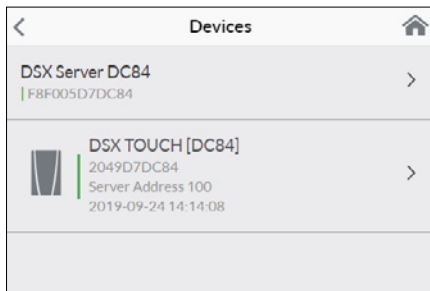 Devices
DSX Server DC84
F8F005D7DC84
DSX TOUCH [DC84]
2049D7DC84
Server Address 100
2019-09-24 14:14:08